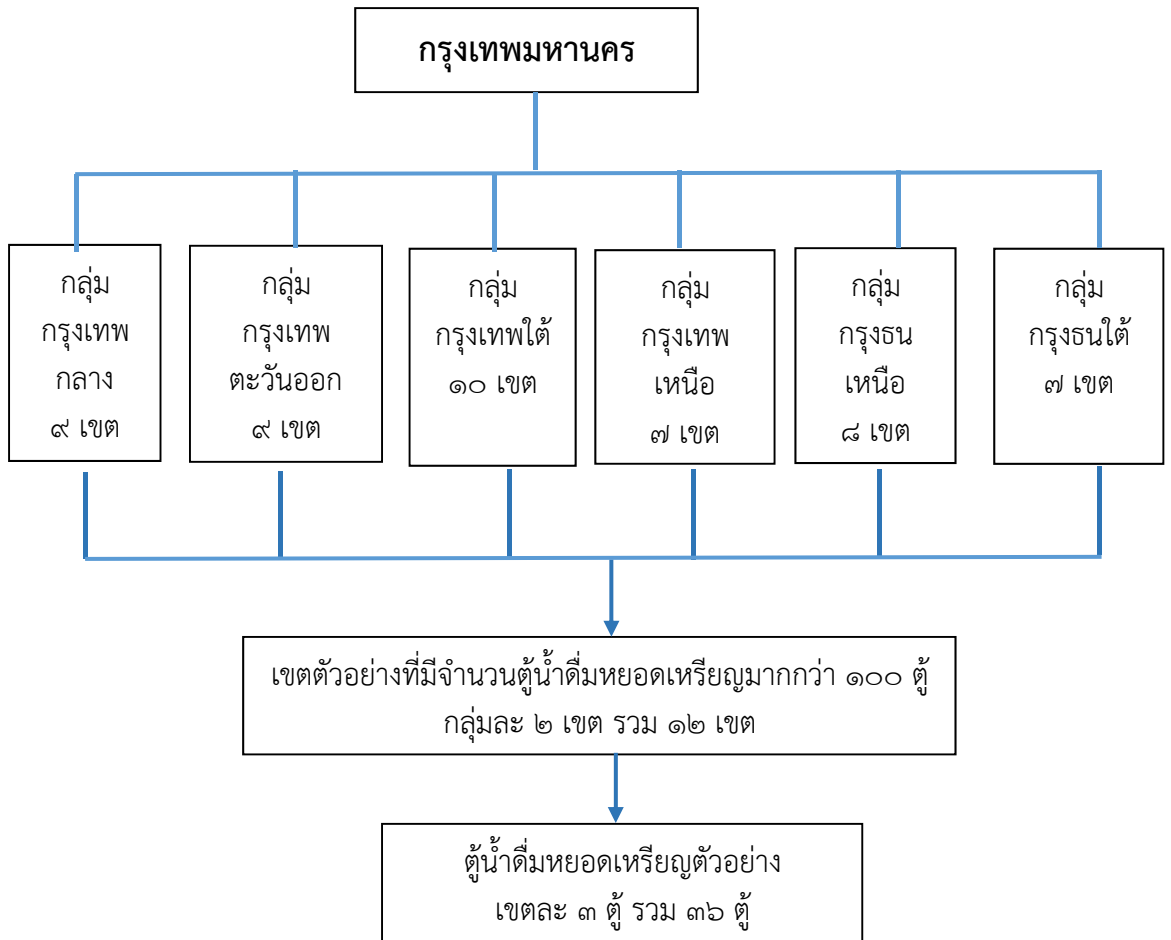 กรุงเทพมหานคร
กลุ่ม
กรุงเทพ
กลาง
๙ เขต
กลุ่ม
กรุงเทพ
ตะวันออก
๙ เขต
กลุ่ม
กรุงเทพใต้
๑๐ เขต
กลุ่ม
กรุงเทพ
เหนือ
๗ เขต
กลุ่ม
กรุงธน
เหนือ
๘ เขต
กลุ่ม
กรุงธนใต้
๗ เขต
เขตตัวอย่างที่มีจำนวนตู้น้ำดื่มหยอดเหรียญมากกว่า ๑๐๐ ตู้
กลุ่มละ ๒ เขต รวม ๑๒ เขต
ตู้น้ำดื่มหยอดเหรียญตัวอย่าง
เขตละ ๓ ตู้ รวม ๓๖ ตู้